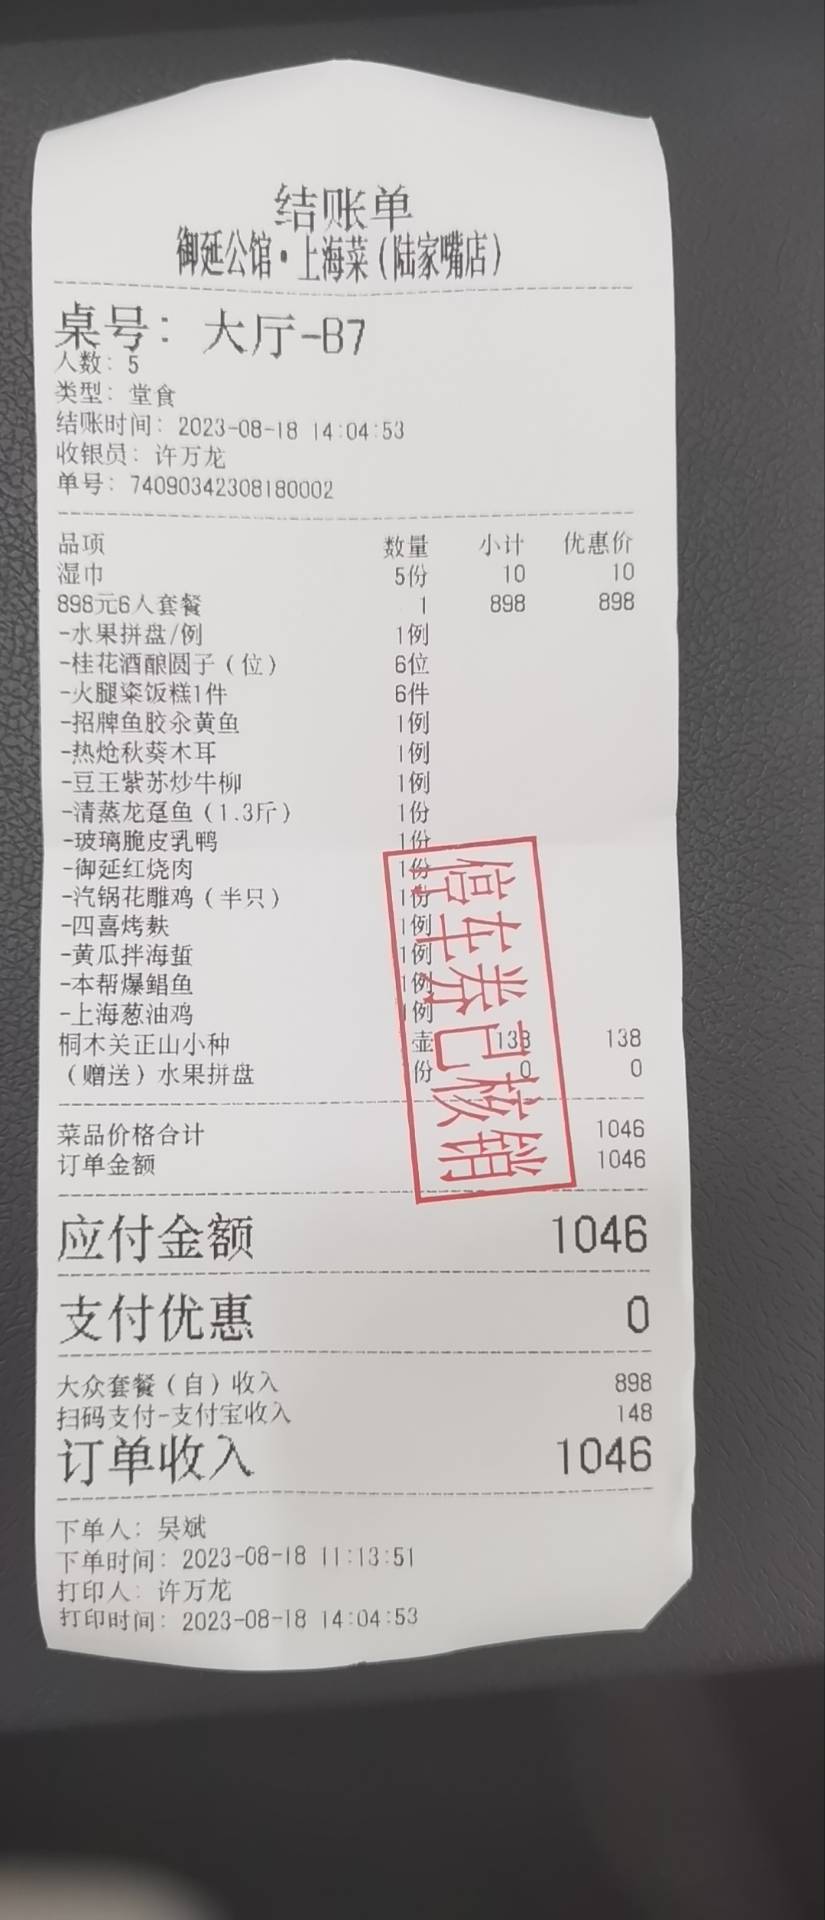 结账单
御延公馆·上海菜(陆家嘴店)
桌号: 大厅-B7
人数: 5
类型: 堂食
结账时间: 2023-08-18 14:04:53
收银员: 许万龙
单号: 74090342308180002
品项 数量 小计 优惠价
湿巾 5份 10 10
898元6人套餐 1 898 898
-水果拼盘/例 1例
-桂花酒酿圆子(位) 6位
-火腿粢饭糕1件 6件
-招牌鱼胶汆黄鱼 1例
-热炝秋葵木耳 1例
-豆王紫苏炒牛柳 1例
-清蒸龙趸鱼(1.3斤) 1份
-玻璃脆皮乳鸭 1份
-御延红烧肉 1份
-汽锅花雕鸡(半只) 1份
-四喜烤麸 1例
-黄瓜拌海蜇 1例
-本帮爆鲳鱼 1例
-上海葱油鸡 1例
桐木关正山小种 壶 138 138
(赠送)水果拼盘 份 0 0
停车券已核销
菜品价格合计 1046
订单金额 1046
应付金额 1046
支付优惠 0
大众套餐(自)收入 898
扫码支付-支付宝收入 148
订单收入 1046
下单人: 吴斌
下单时间: 2023-08-18 11:13:51
打印人: 许万龙
打印时间: 2023-08-18 14:04:53